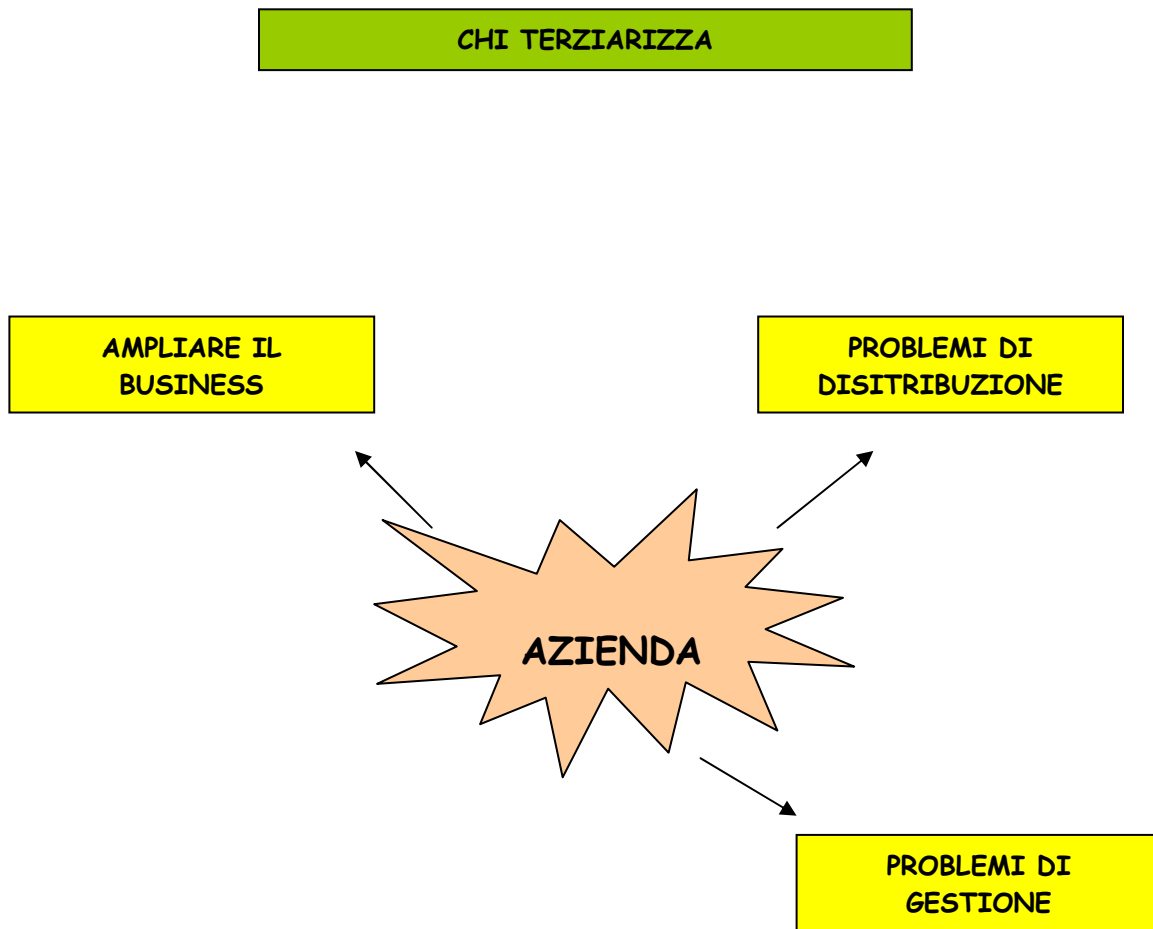 CHI TERZIARIZZA
AMPLIARE IL
BUSINESS
PROBLEMI DI
DISITRIBUZIONE
AZIENDA
PROBLEMI DI
GESTIONE